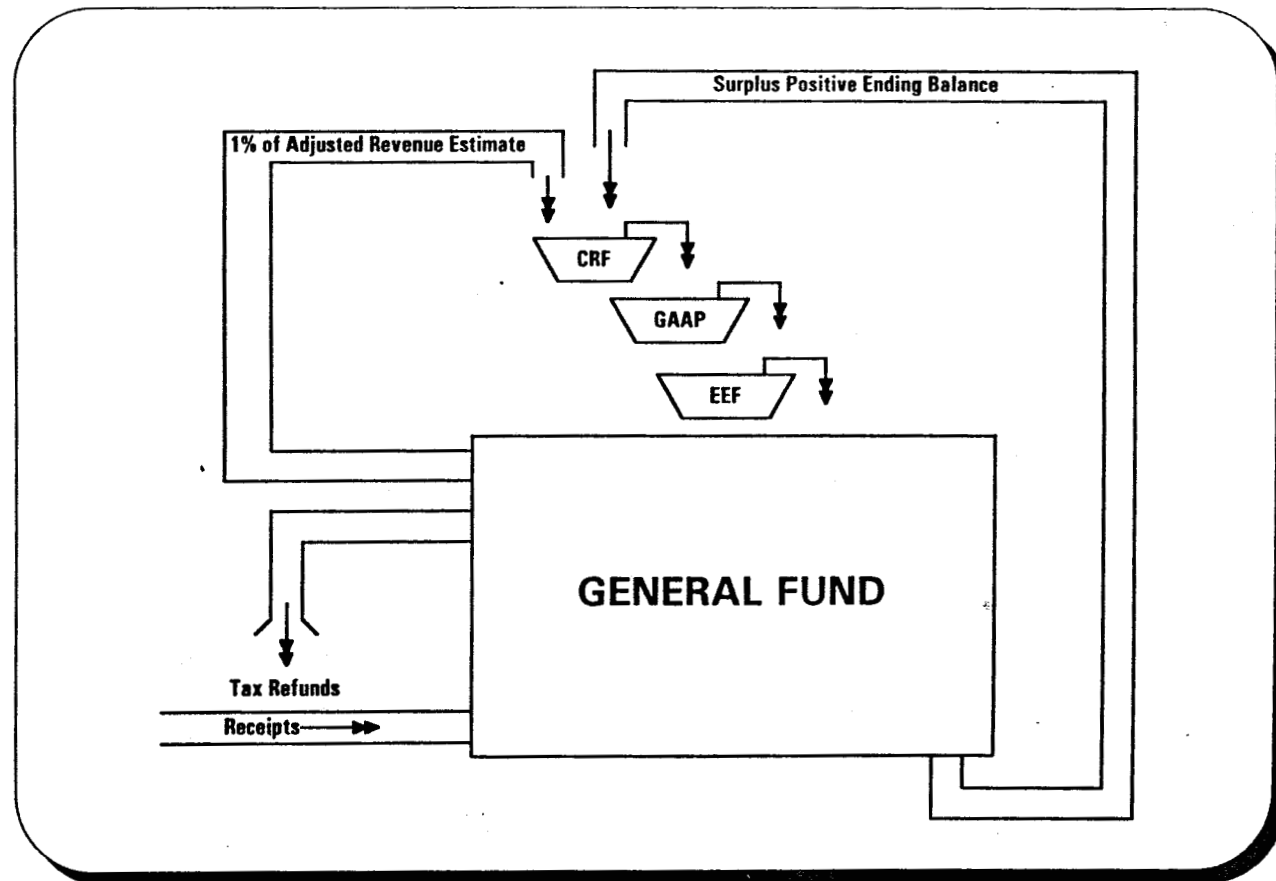 Surplus Positive Ending Balance
1% of Adjusted Revenue Estimate
CRF
GAAP
EEF
GENERAL FUND
Tax Refunds
Receipts